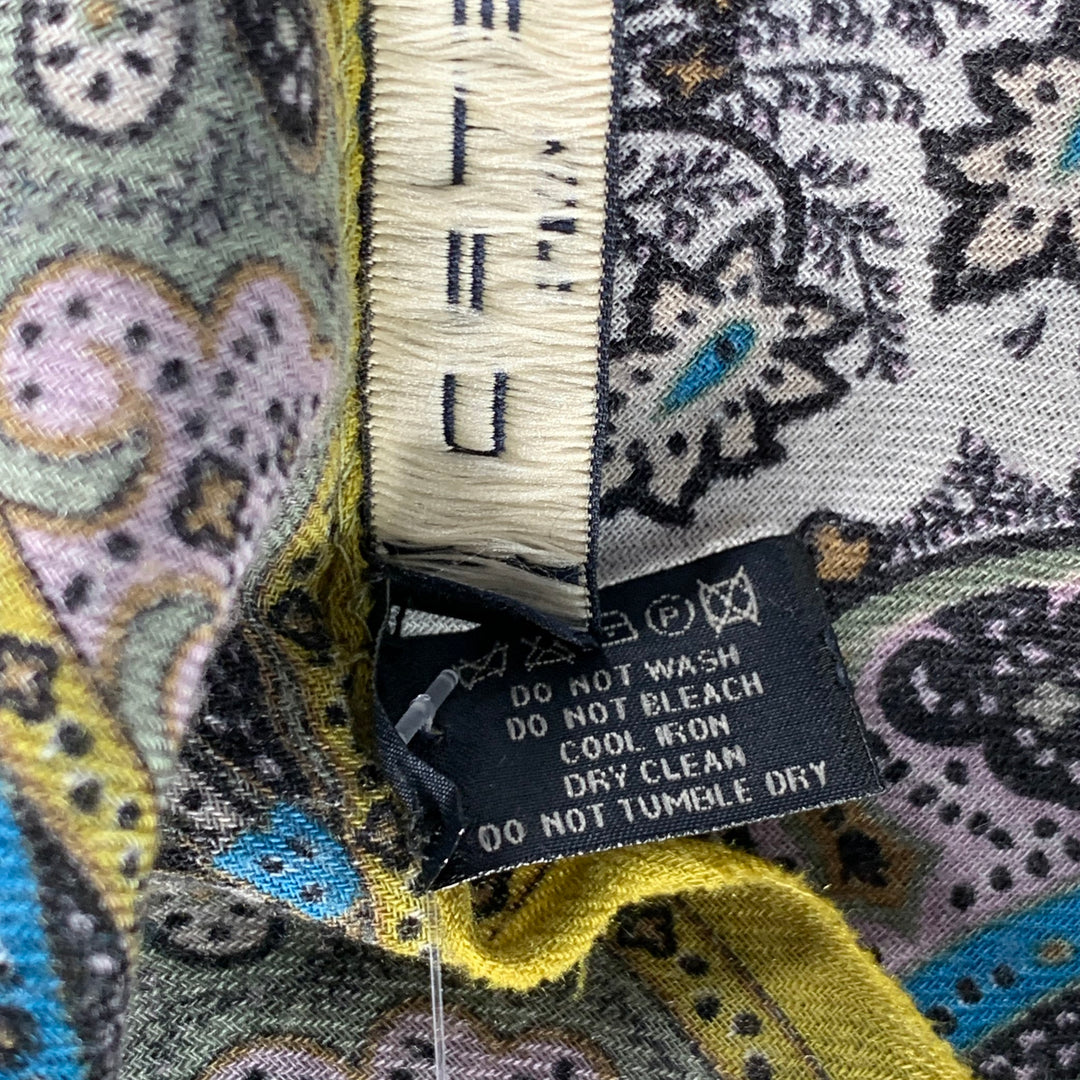 DO NOT WASH
DO NOT BLEACH
COOL IRON
DRY CLEAN
DO NOT TUMBLE DRY